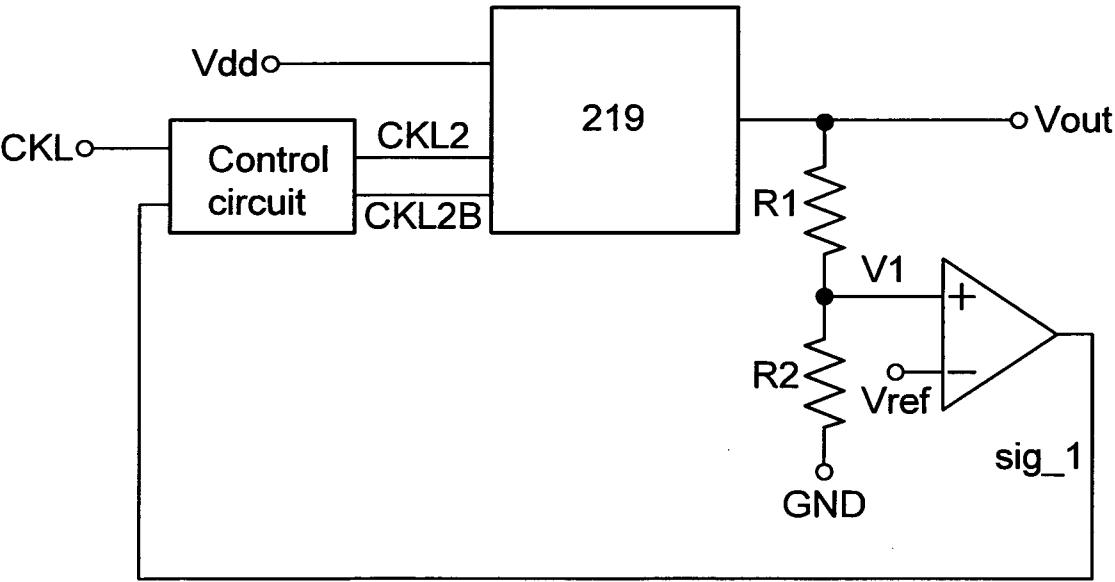 Vdd
219
Vout
CKL
Control
circuit
CKL2
CKL2B
R1
V1
+
R2
Vref
−
sig_1
GND